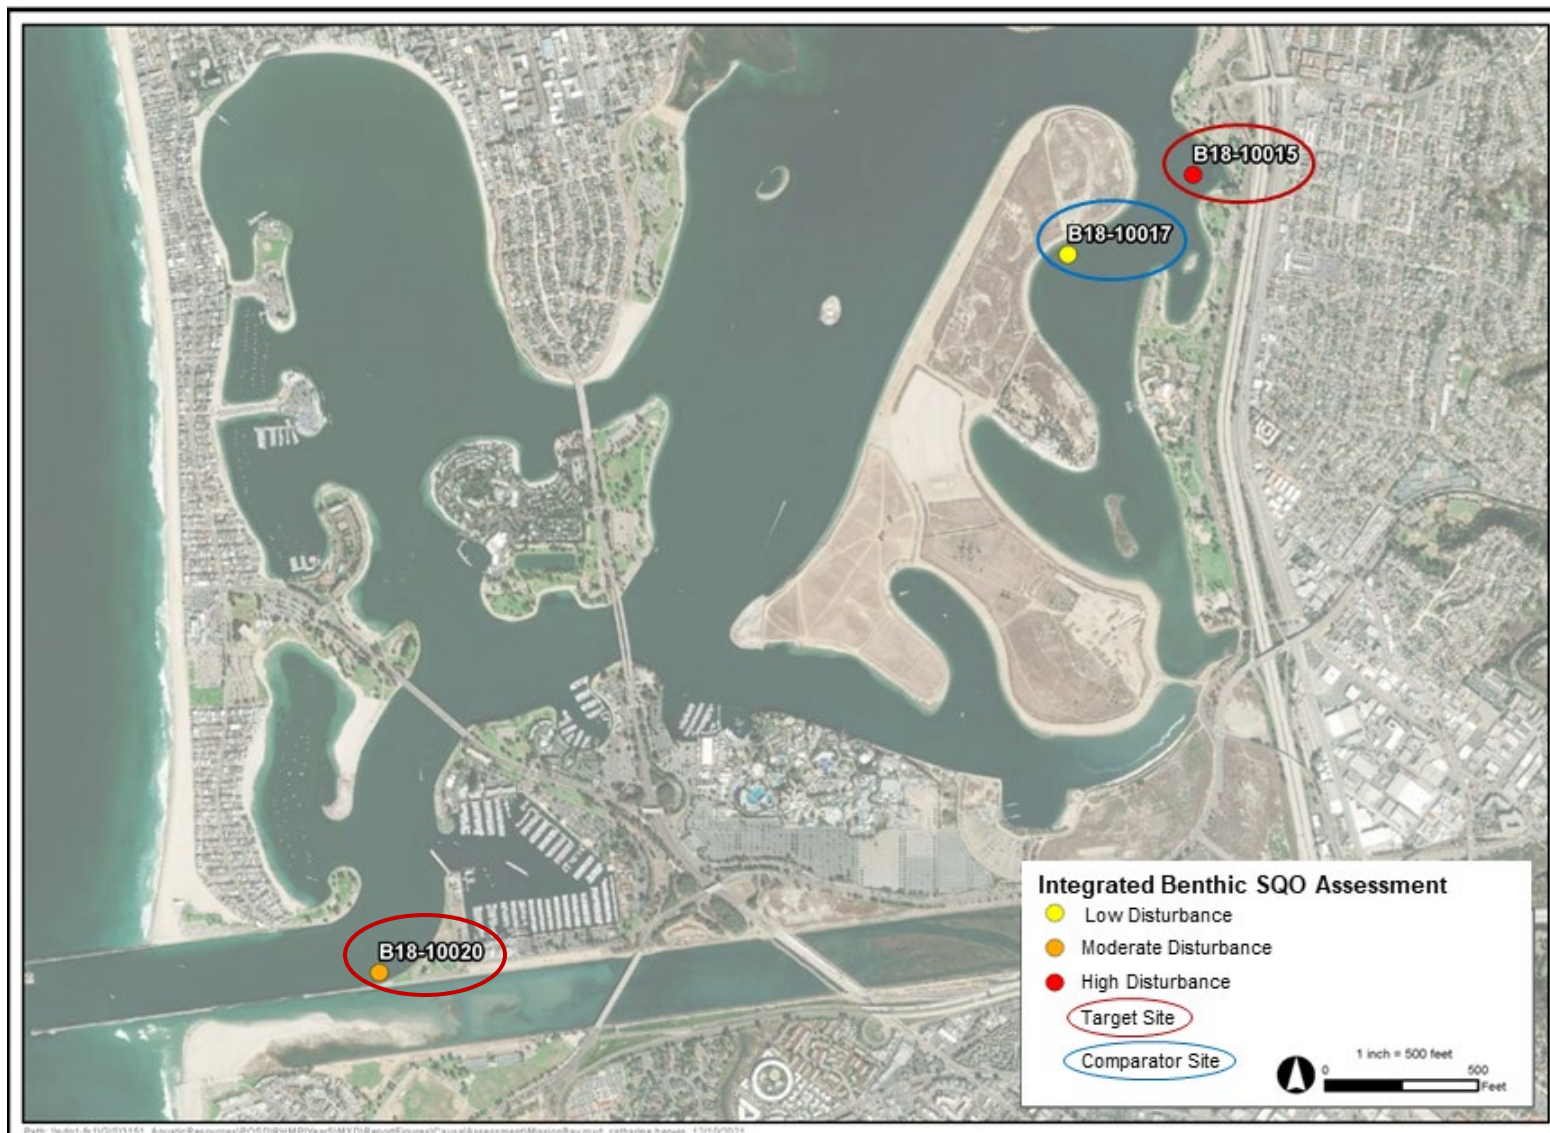 B18-10015
B18-10017
B18-10020
Integrated Benthic SQO Assessment
Low Disturbance
Moderate Disturbance
High Disturbance
Target Site
Comparator Site
1 inch = 500 feet
0 500
Feet